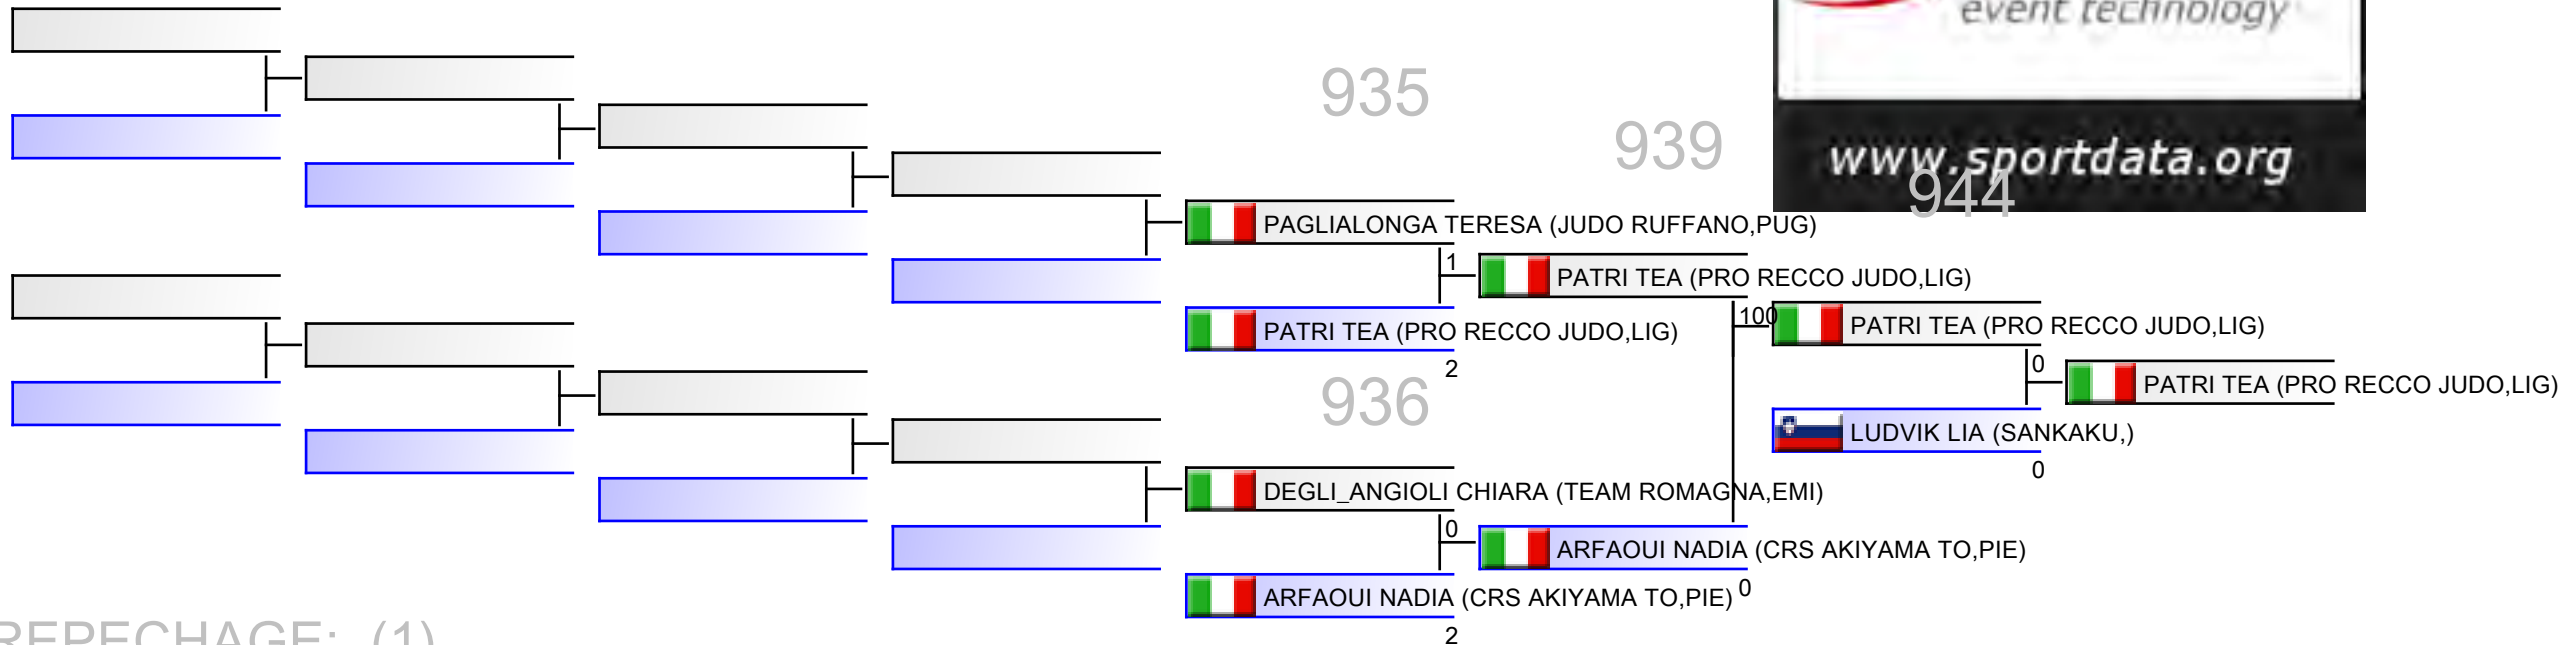 event technology
935
939
www.sportdata.org
944
PAGLIALONGA TERESA (JUDO RUFFANO,PUG)
1
PATRI TEA (PRO RECCO JUDO,LIG)
100
PATRI TEA (PRO RECCO JUDO,LIG)
PATRI TEA (PRO RECCO JUDO,LIG)
2
0
PATRI TEA (PRO RECCO JUDO,LIG)
936
LUDVIK LIA (SANKAKU,)
0
DEGLI_ANGIOLI CHIARA (TEAM ROMAGNA,EMI)
0
ARFAOUI NADIA (CRS AKIYAMA TO,PIE)
0
ARFAOUI NADIA (CRS AKIYAMA TO,PIE)
2
REPECHAGE: (1)